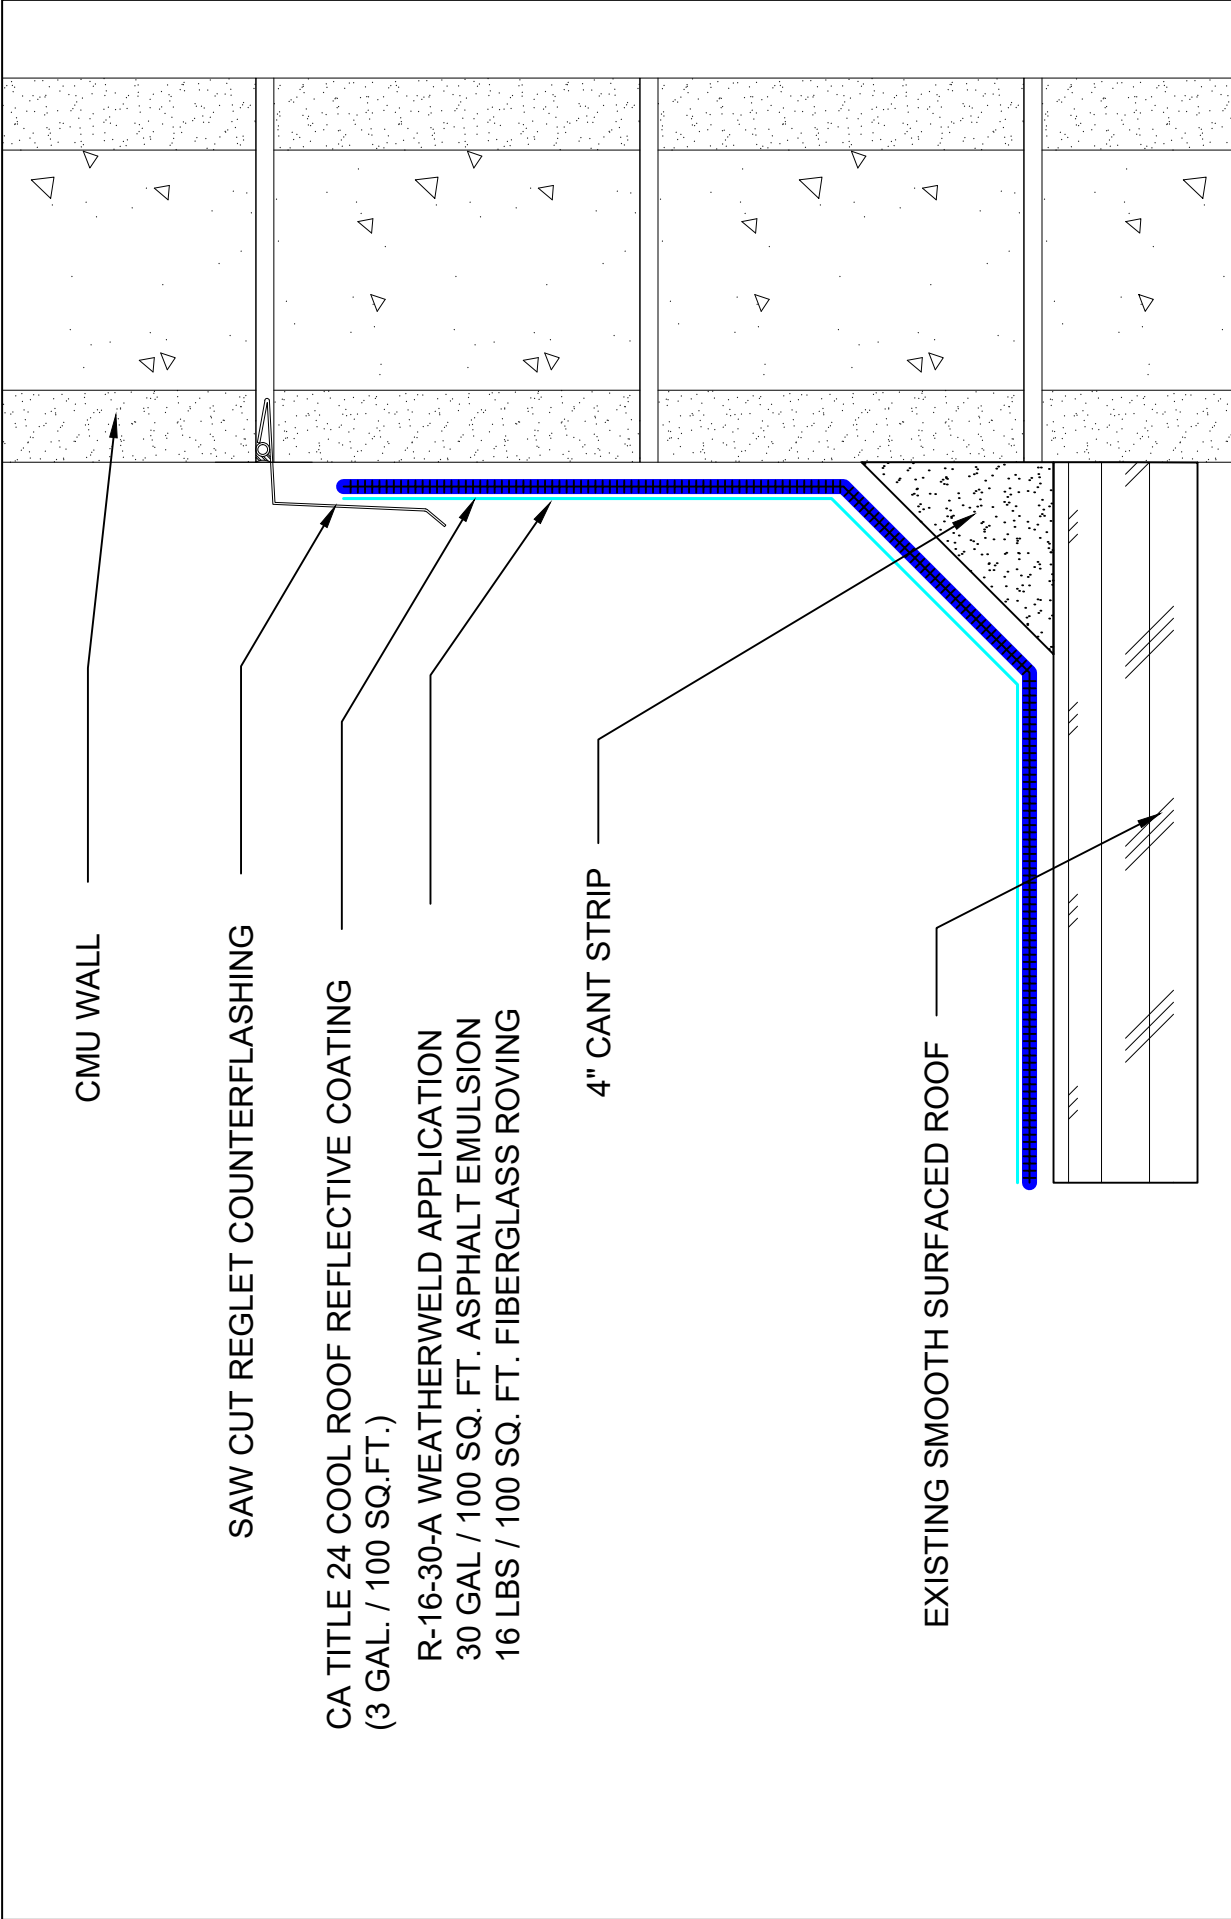 CMU WALL
SAW CUT REGLET COUNTERFLASHING
CA TITLE 24 COOL ROOF REFLECTIVE COATING
(3 GAL. / 100 SQ.FT.)
R-16-30-A WEATHERWELD APPLICATION
30 GAL / 100 SQ. FT. ASPHALT EMULSION
16 LBS / 100 SQ. FT. FIBERGLASS ROVING
4" CANT STRIP
EXISTING SMOOTH SURFACED ROOF